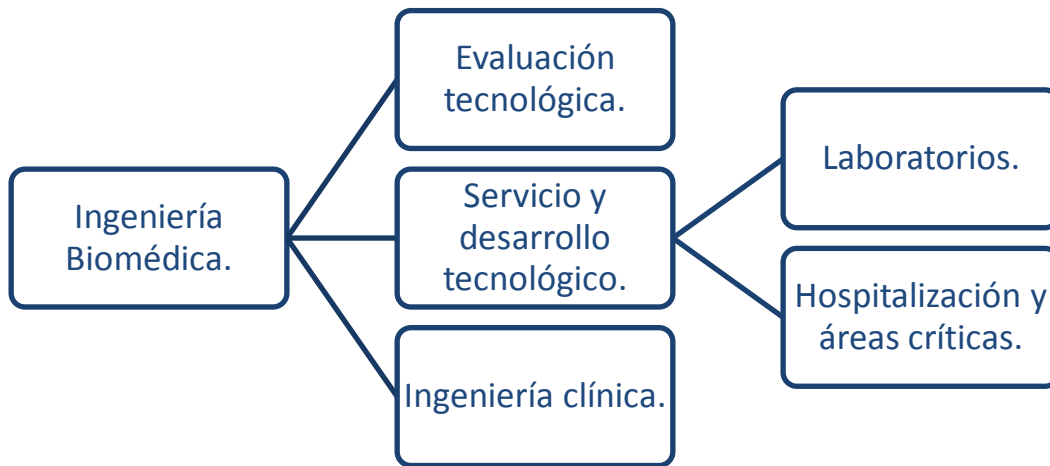 Ingeniería
Biomédica.
Evaluación
tecnológica.
Servicio y
desarrollo
tecnológico.
Ingeniería clínica.
Laboratorios.
Hospitalización y
áreas críticas.